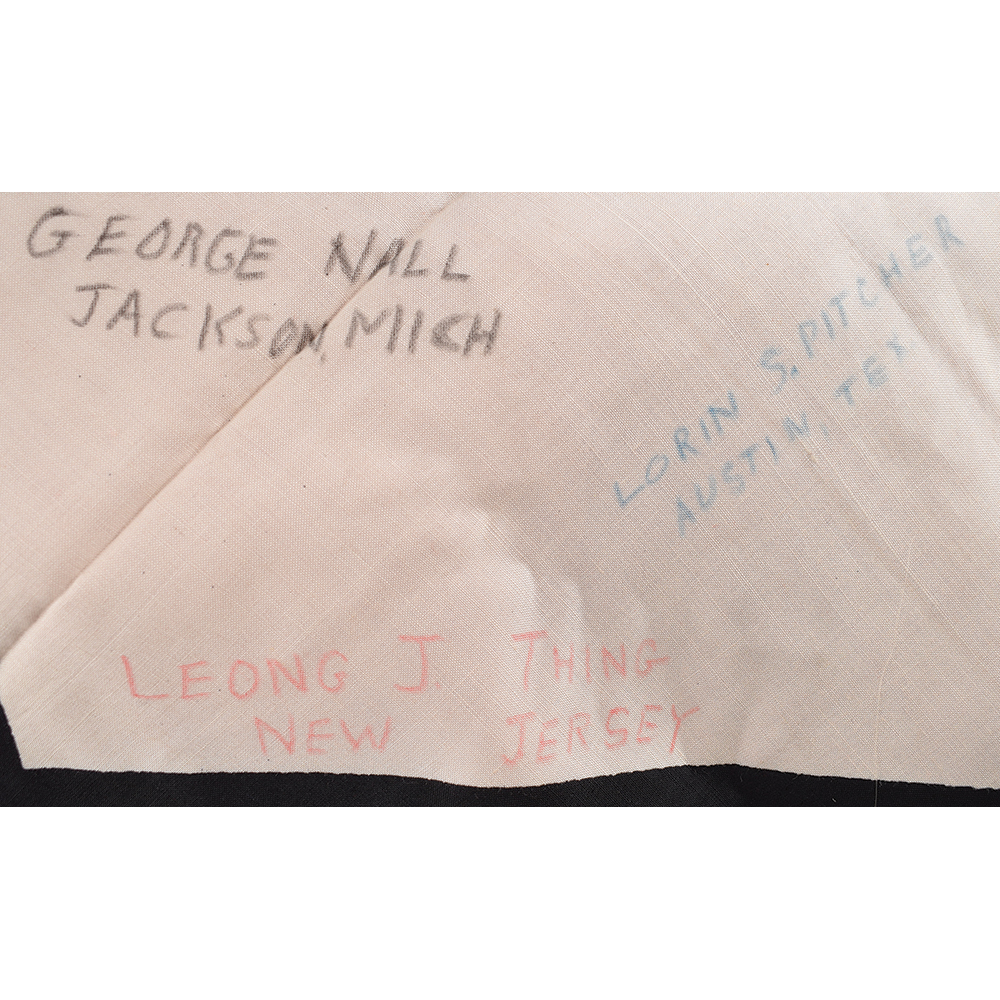 GEORGE NALL
JACKSON, MICH
LORIN S. PITCHER
AUSTIN, TEX
LEONG J. THING
NEW JERSEY